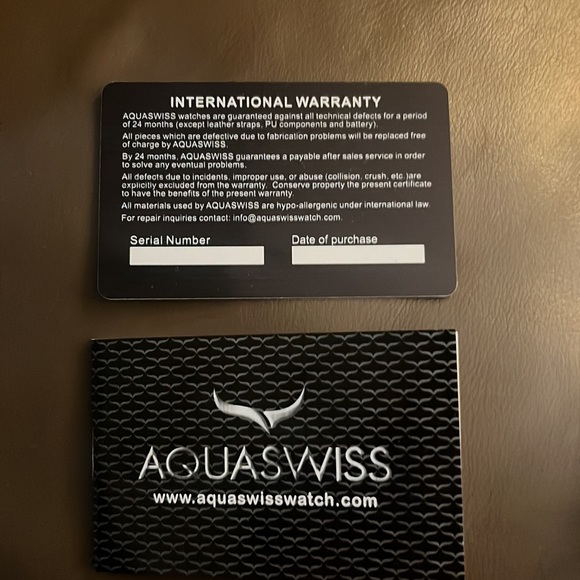 INTERNATIONAL WARRANTY
AQUASWISS watches are guaranteed against all technical defects for a period
of 24 months (except leather straps, PU components and battery).
All pieces which are defective due to fabrication problems will be replaced free
of charge by AQUASWISS.
By 24 months, AQUASWISS guarantees a payable after sales service in order
to solve any eventual problems.
All defects due to incidents, improper use, or abuse (collision, crush, etc.)are
explicitly excluded from the warranty. Conserve property the present certificate
to have the benefits of the present warranty.
All materials used by AQUASWISS are hypo-allergenic under international law.
For repair inquiries contact: info@aquaswisswatch.com.
Serial Number
Date of purchase
AQUASWISS
www.aquaswisswatch.com